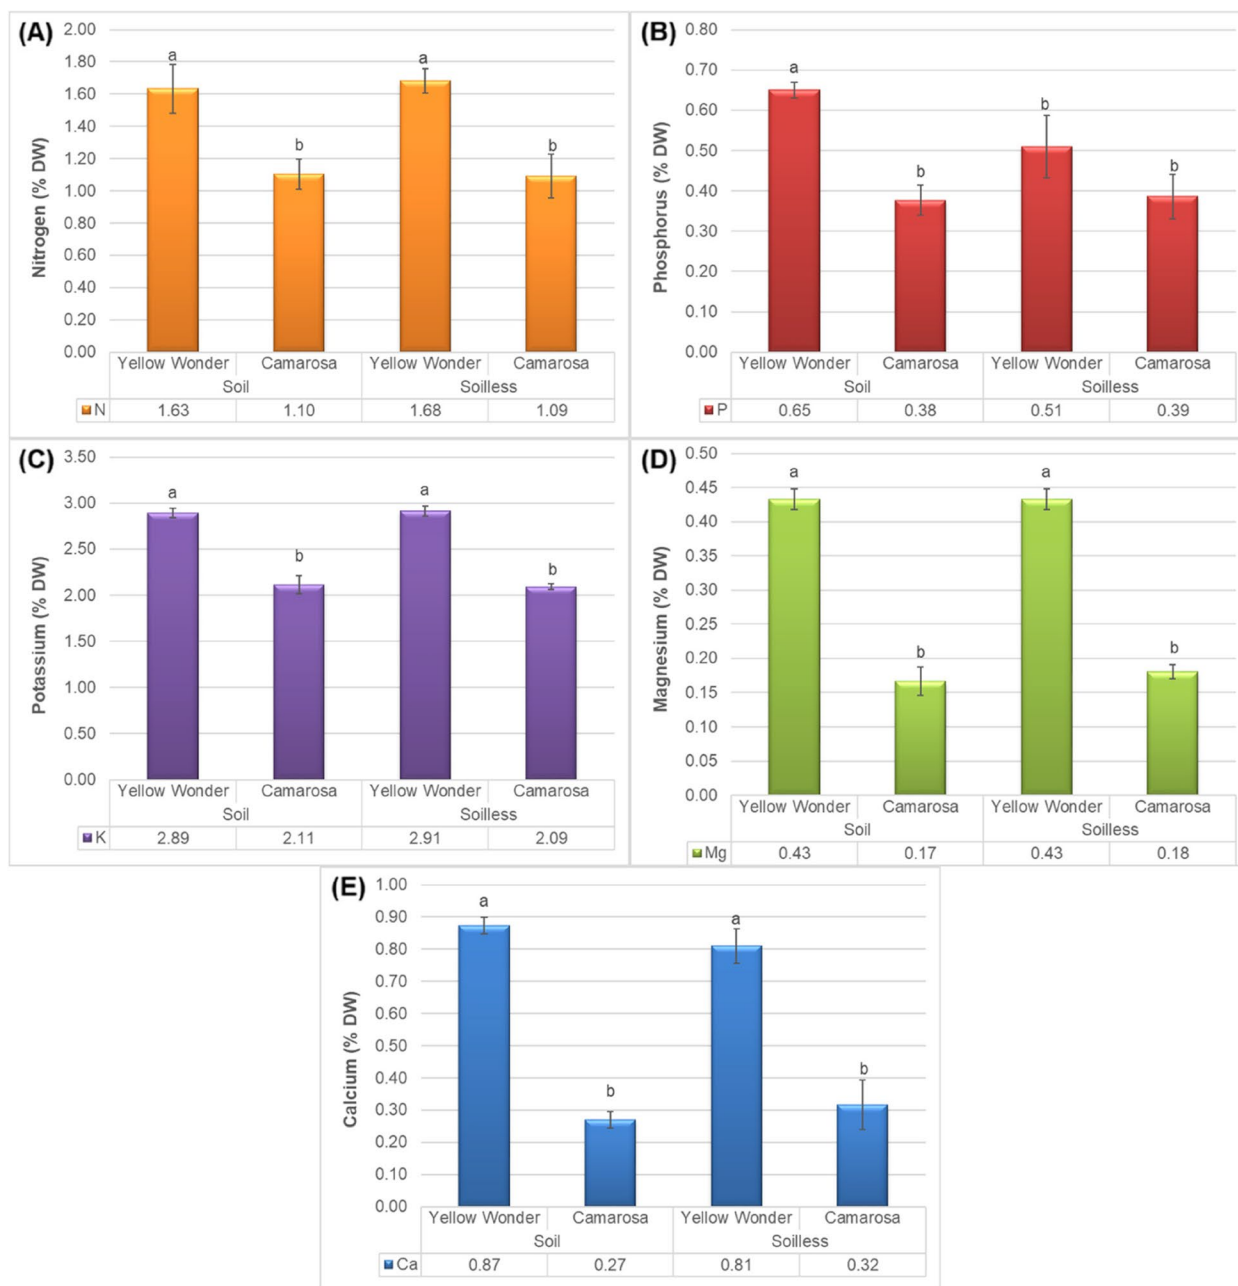 (A)
2.00
1.80
1.60
1.40
1.20
1.00
0.80
0.60
0.40
0.20
0.00
Nitrogen (% DW)
a
b
a
b
Yellow Wonder Camarosa Yellow Wonder Camarosa
Soil Soilless
N 1.63 1.10 1.68 1.09
(B)
0.80
0.70
0.60
0.50
0.40
0.30
0.20
0.10
0.00
Phosphorus (% DW)
a
b
b
b
Yellow Wonder Camarosa Yellow Wonder Camarosa
Soil Soilless
P 0.65 0.38 0.51 0.39
(C)
3.50
3.00
2.50
2.00
1.50
1.00
0.50
0.00
Potassium (% DW)
a
b
a
b
Yellow Wonder Camarosa Yellow Wonder Camarosa
Soil Soilless
K 2.89 2.11 2.91 2.09
(D)
0.50
0.45
0.40
0.35
0.30
0.25
0.20
0.15
0.10
0.05
0.00
Magnesium (% DW)
a
b
a
b
Yellow Wonder Camarosa Yellow Wonder Camarosa
Soil Soilless
Mg 0.43 0.17 0.43 0.18
(E)
1.00
0.90
0.80
0.70
0.60
0.50
0.40
0.30
0.20
0.10
0.00
Calcium (% DW)
a
b
a
b
Yellow Wonder Camarosa Yellow Wonder Camarosa
Soil Soilless
Ca 0.87 0.27 0.81 0.32